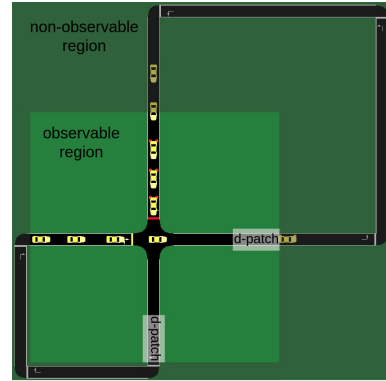 non-observable
region
observable
region
d-patch
d-patch